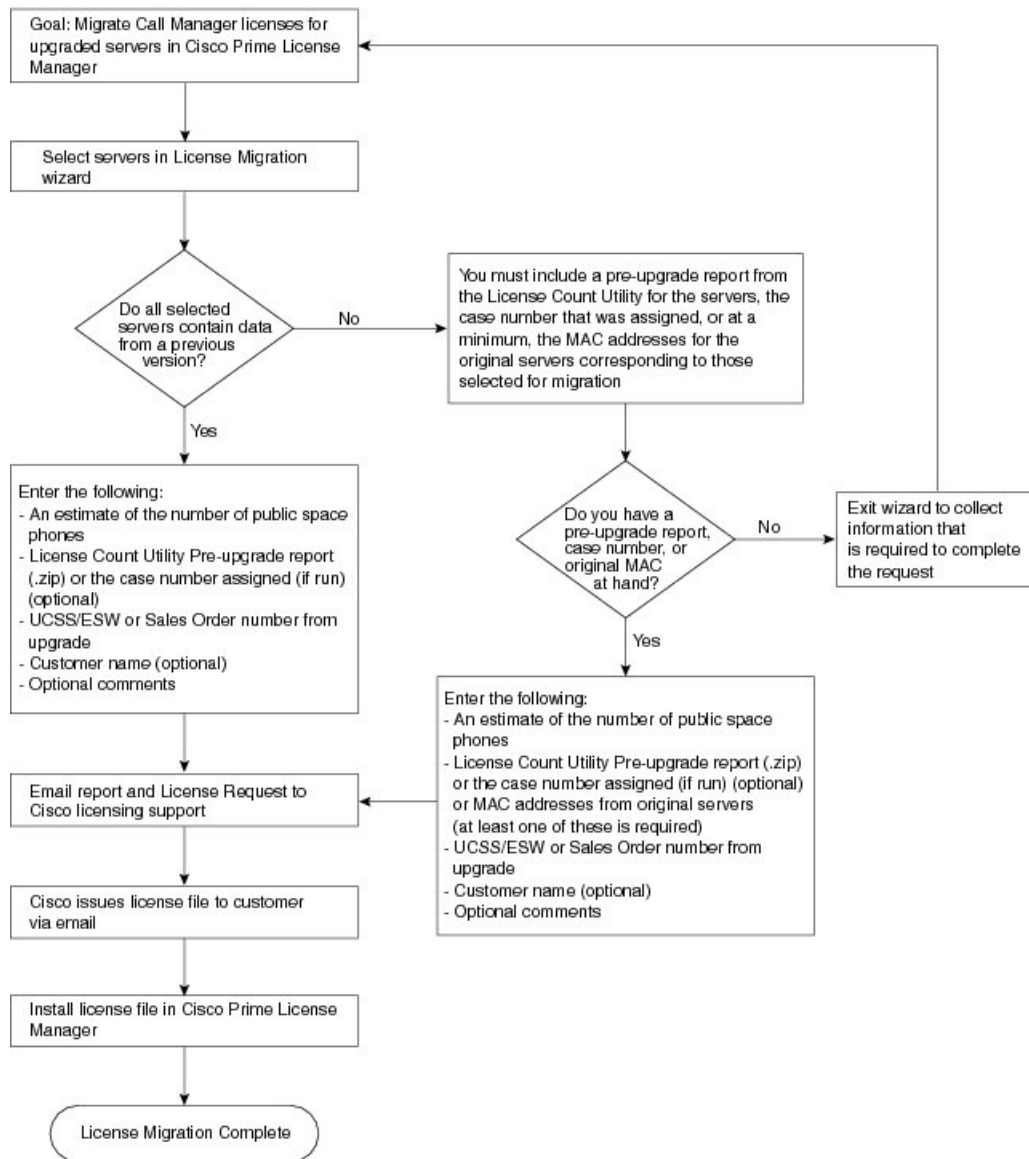 Goal: Migrate Call Manager licenses for
upgraded servers in Cisco Prime License
Manager
Select servers in License Migration
wizard
Do all selected
servers contain data
from a previous
version?
No
You must include a pre-upgrade report from
the License Count Utility for the servers, the
case number that was assigned, or at a
minimum, the MAC addresses for the
original servers corresponding to those
selected for migration
Yes
Enter the following:
- An estimate of the number of public space
phones
- License Count Utility Pre-upgrade report
(.zip) or the case number assigned (if run)
(optional)
- UCSS/ESW or Sales Order number from
upgrade
- Customer name (optional)
- Optional comments
Do you have a
pre-upgrade report,
case number, or
original MAC
at hand?
No
Exit wizard to collect
information that
is required to complete
the request
Yes
Enter the following:
- An estimate of the number of public space
phones
- License Count Utility Pre-upgrade report (.zip)
or the case number assigned (if run) (optional)
or MAC addresses from original servers
(at least one of these is required)
- UCSS/ESW or Sales Order number from
upgrade
- Customer name (optional)
- Optional comments
Email report and License Request to
Cisco licensing support
Cisco issues license file to customer
via email
Install license file in Cisco Prime License
Manager
License Migration Complete